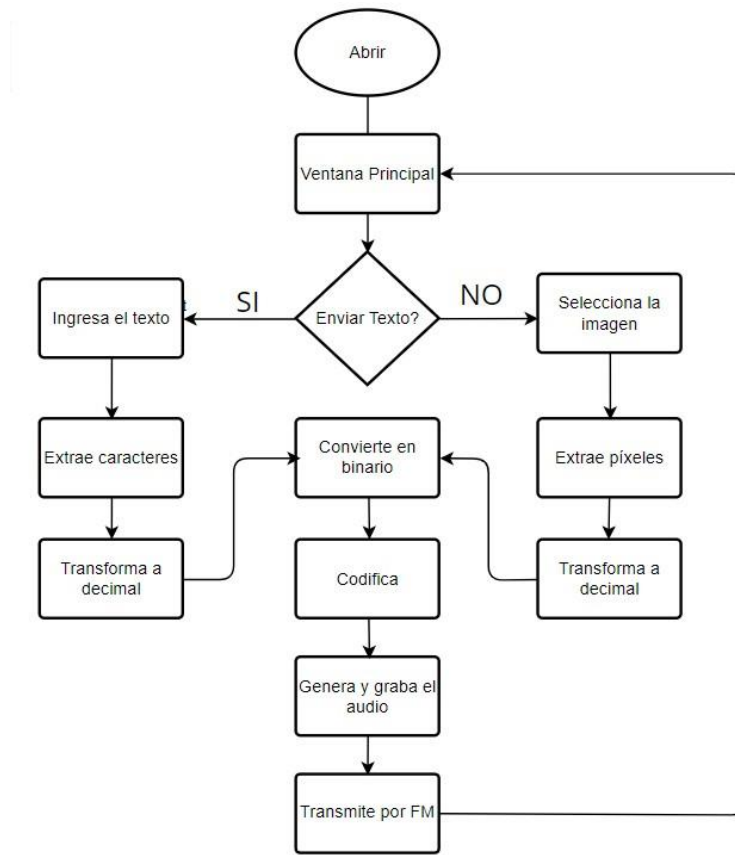 Abrir
Ventana Principal
SI
NO
Ingresa el texto
Enviar Texto?
Selecciona la
imagen
Extrae caracteres
Convierte en
binario
Extrae píxeles
Transforma a
decimal
Codifica
Transforma a
decimal
Genera y graba el
audio
Transmite por FM